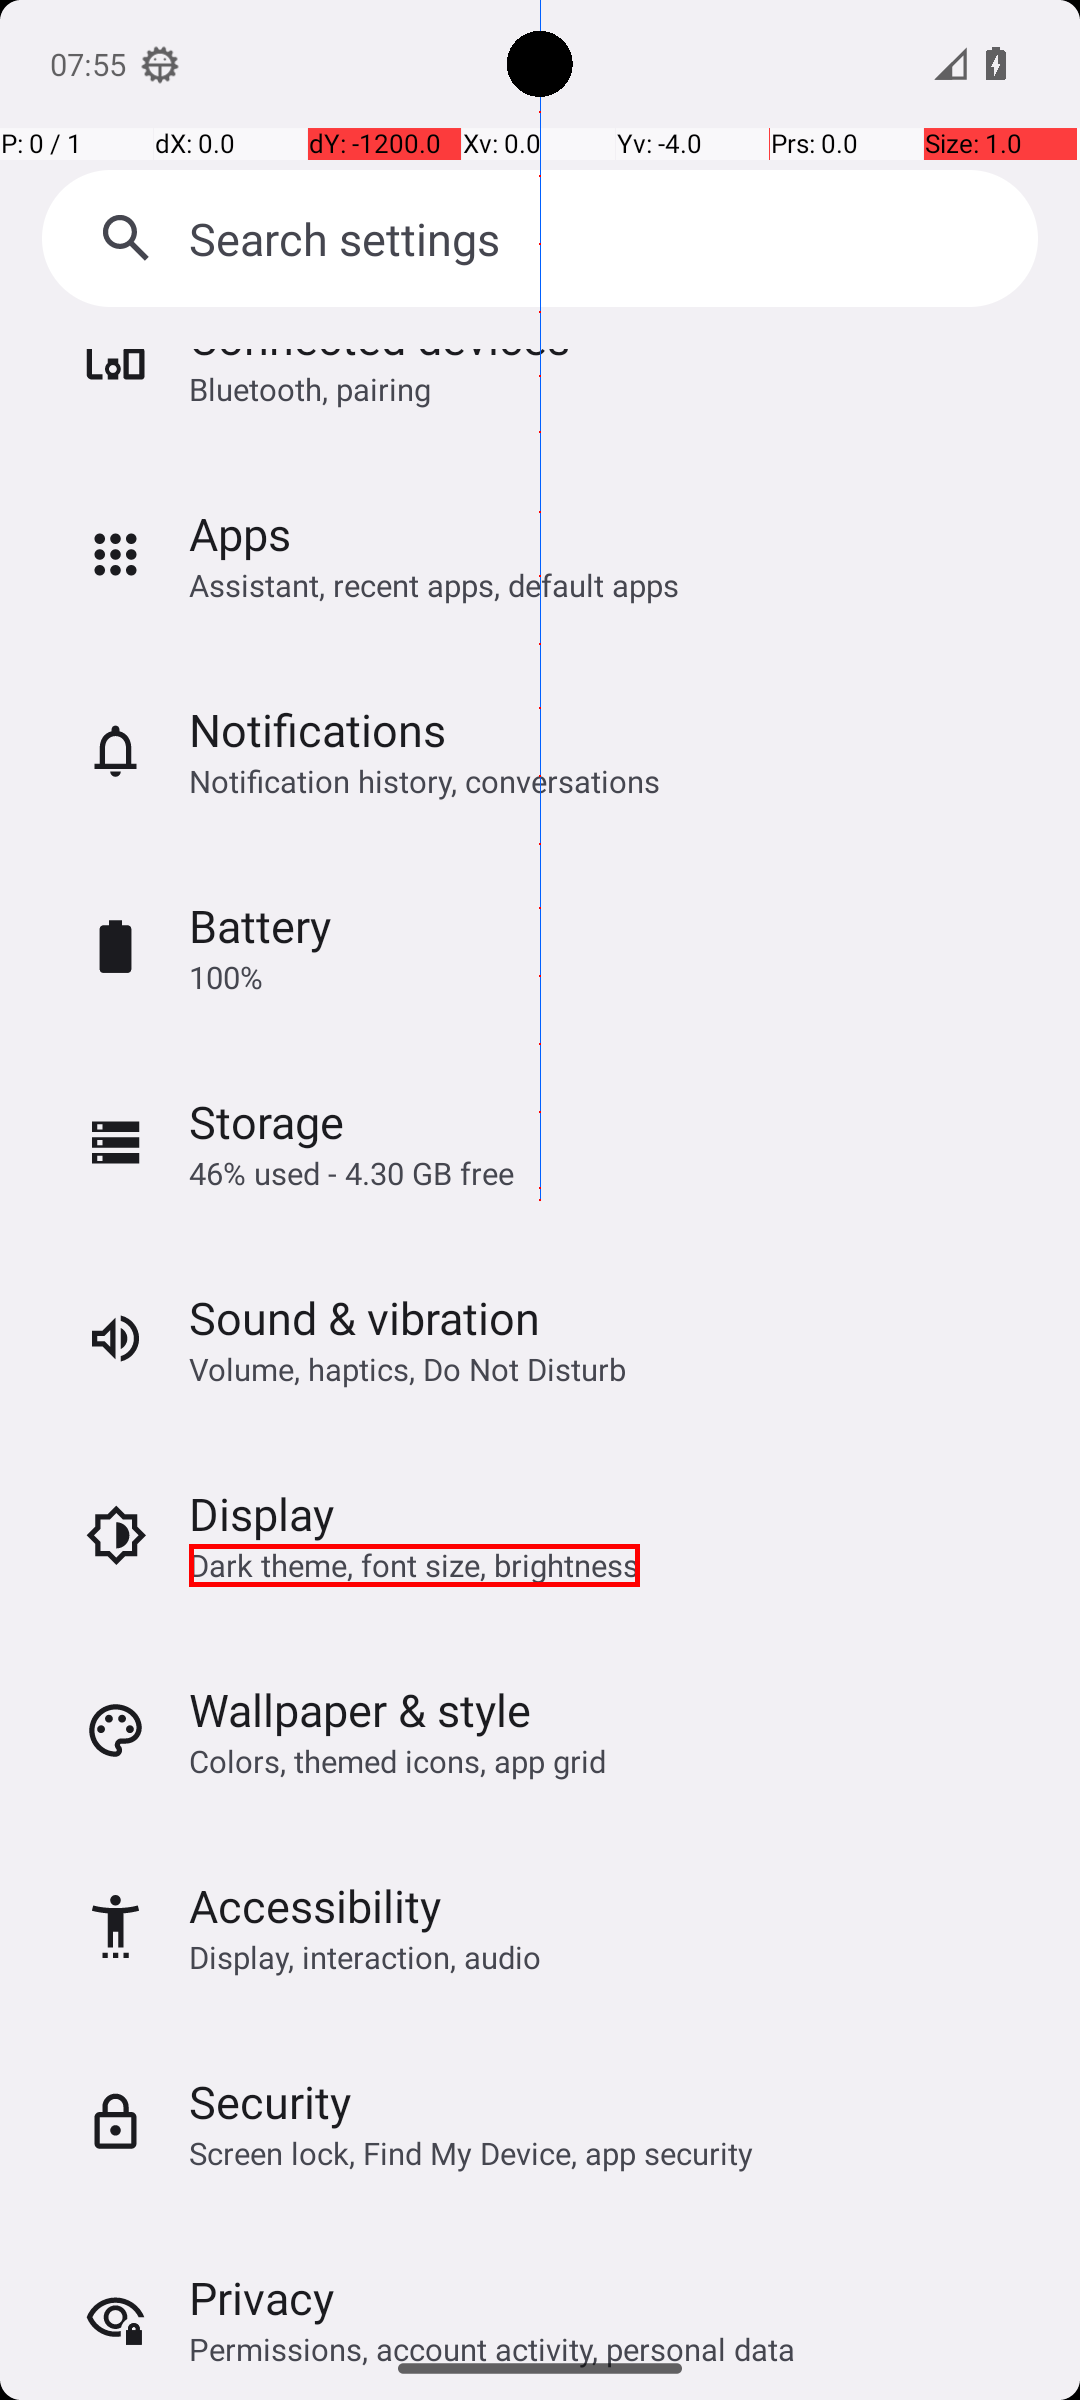 07:55
P: 0 / 1 dX: 0.0 dY: -1200.0 Xv: 0.0 Yv: -4.0 Prs: 0.0 Size: 1.0
Search settings
Connected devices
Bluetooth, pairing
Apps
Assistant, recent apps, default apps
Notifications
Notification history, conversations
Battery
100%
Storage
46% used - 4.30 GB free
Sound & vibration
Volume, haptics, Do Not Disturb
Display
Dark theme, font size, brightness
Wallpaper & style
Colors, themed icons, app grid
Accessibility
Display, interaction, audio
Security
Screen lock, Find My Device, app security
Privacy
Permissions, account activity, personal data